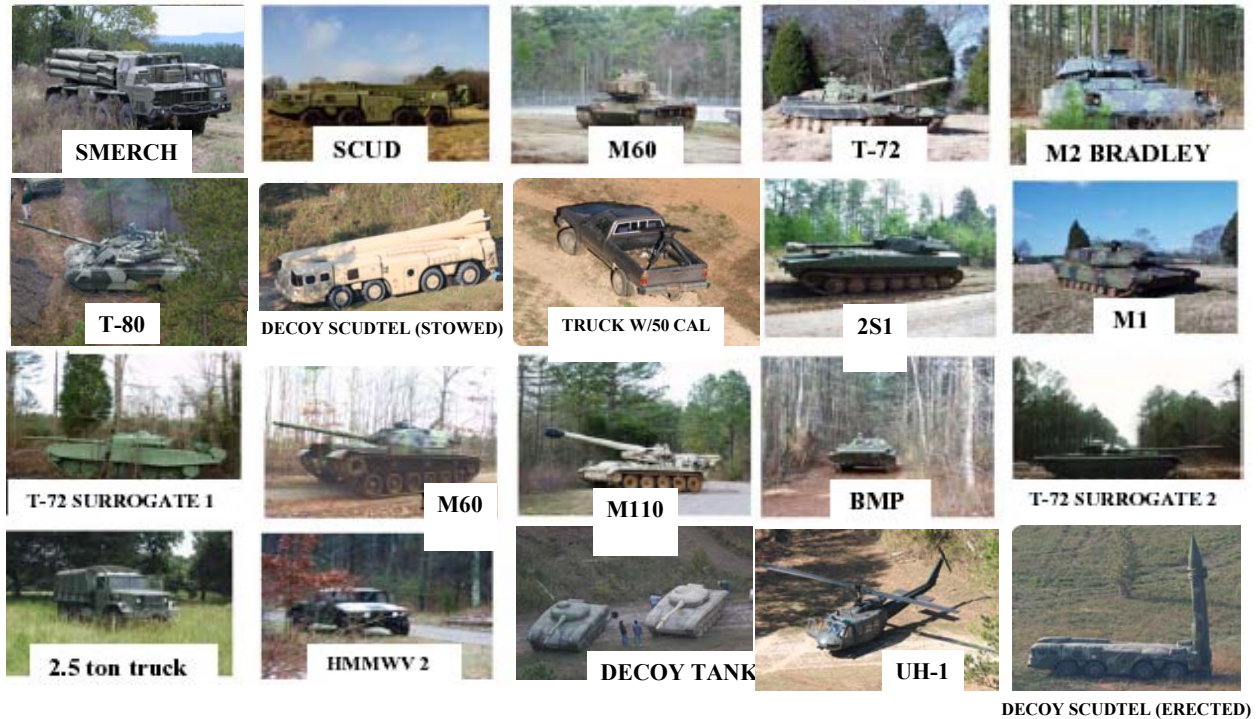 SMERCH
SCUD
M60
T-72
M2 BRADLEY
T-80
DECOY SCUDTEL (STOWED)
TRUCK W/50 CAL
2S1
M1
T-72 SURROGATE 1
M60
M110
BMP
T-72 SURROGATE 2
2.5 ton truck
HMMWV 2
DECOY TANK
UH-1
DECOY SCUDTEL (ERECTED)